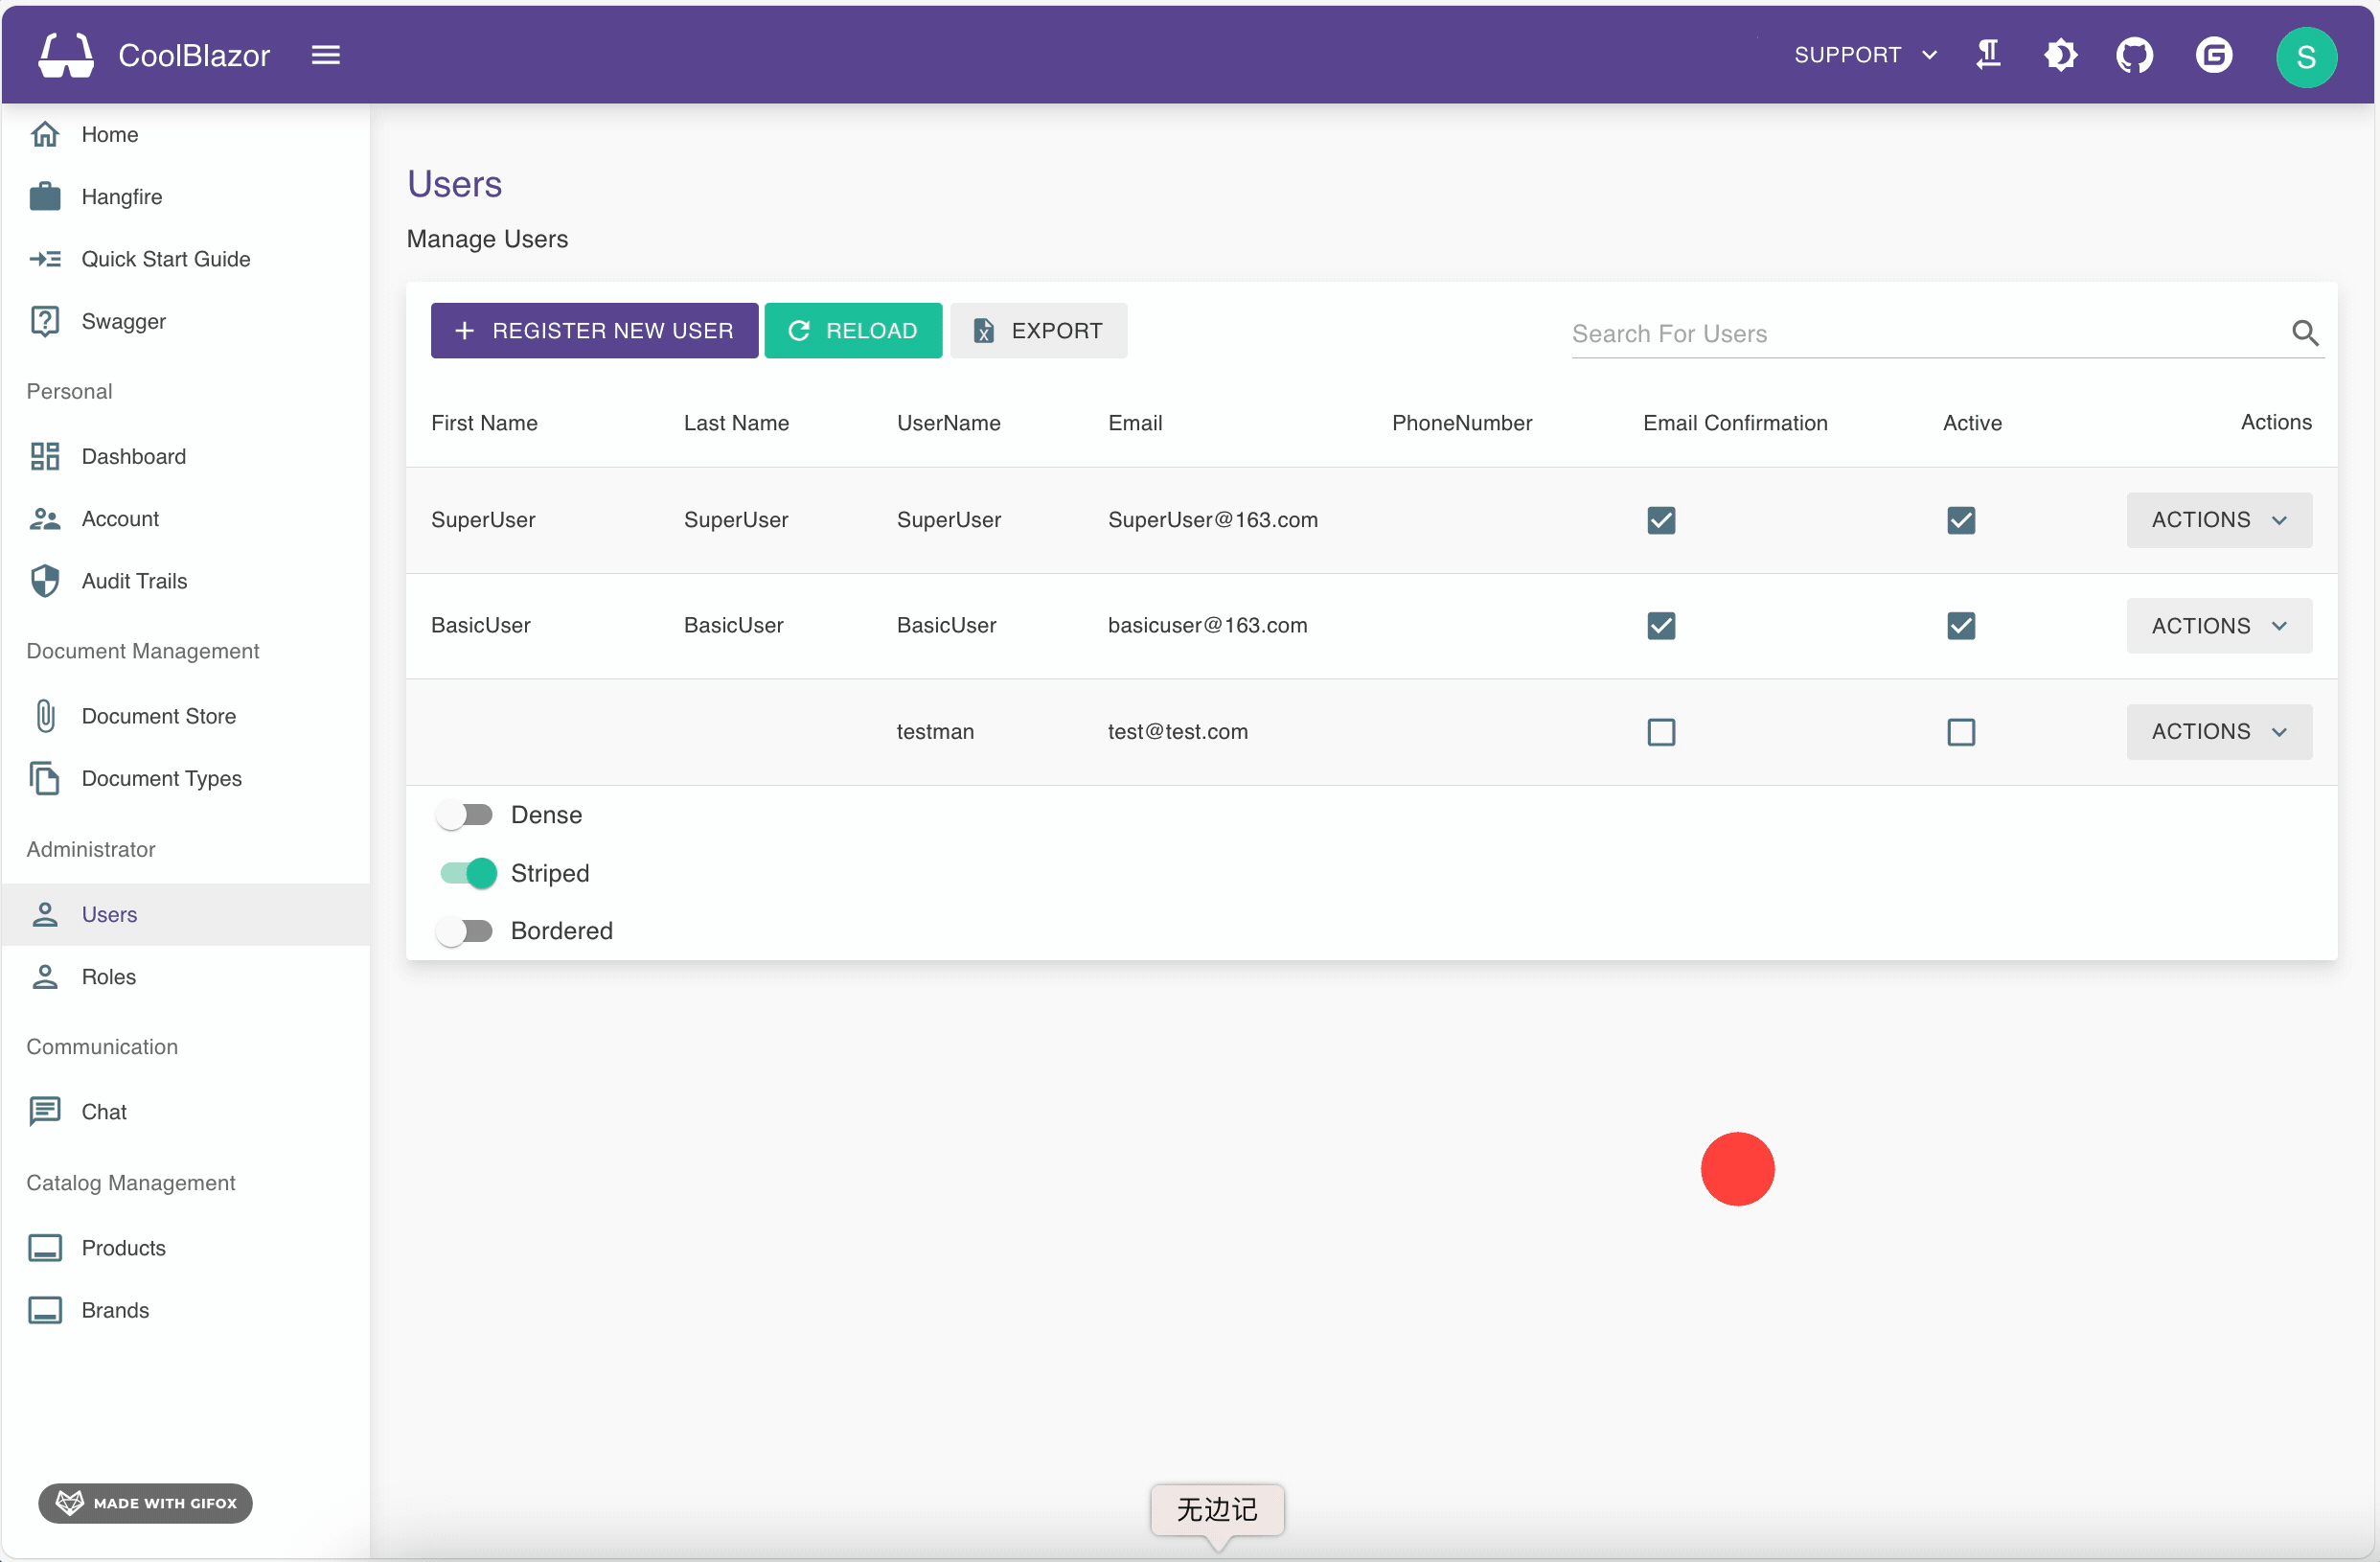 CoolBlazor
SUPPORT
S
Home
Hangfire
Quick Start Guide
Swagger
Personal
Dashboard
Account
Audit Trails
Document Management
Document Store
Document Types
Administrator
Users
Roles
Communication
Chat
Catalog Management
Products
Brands
MADE WITH GIFOX
Users
Manage Users
REGISTER NEW USER RELOAD EXPORT Search For Users
First Name Last Name UserName Email PhoneNumber Email Confirmation Active Actions
SuperUser SuperUser SuperUser SuperUser@163.com ACTIONS
BasicUser BasicUser BasicUser basicuser@163.com ACTIONS
testman test@test.com ACTIONS
Dense
Striped
Bordered
无边记